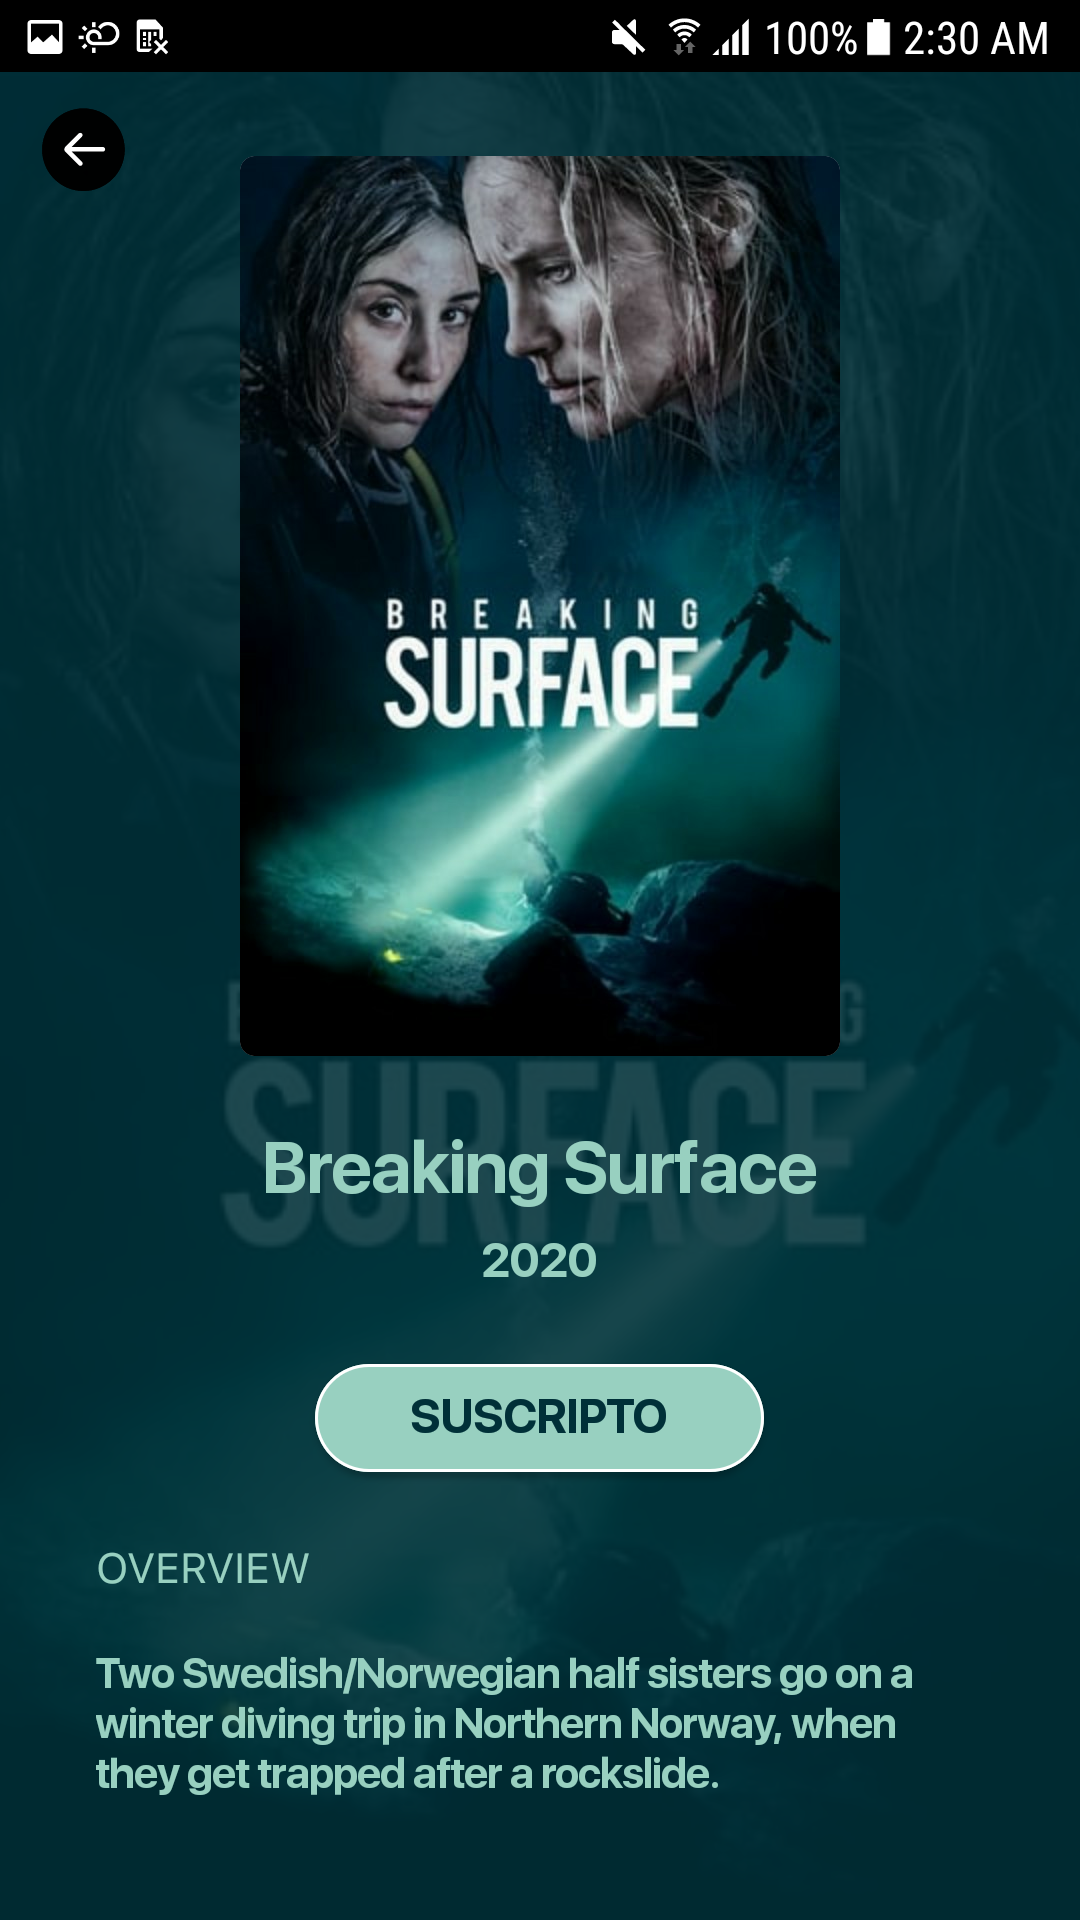 100% 2:30 AM
BREAKING
SURFACE
Breaking Surface
2020
SUSCRIPTO
OVERVIEW
Two Swedish/Norwegian half sisters go on a
winter diving trip in Northern Norway, when
they get trapped after a rockslide.